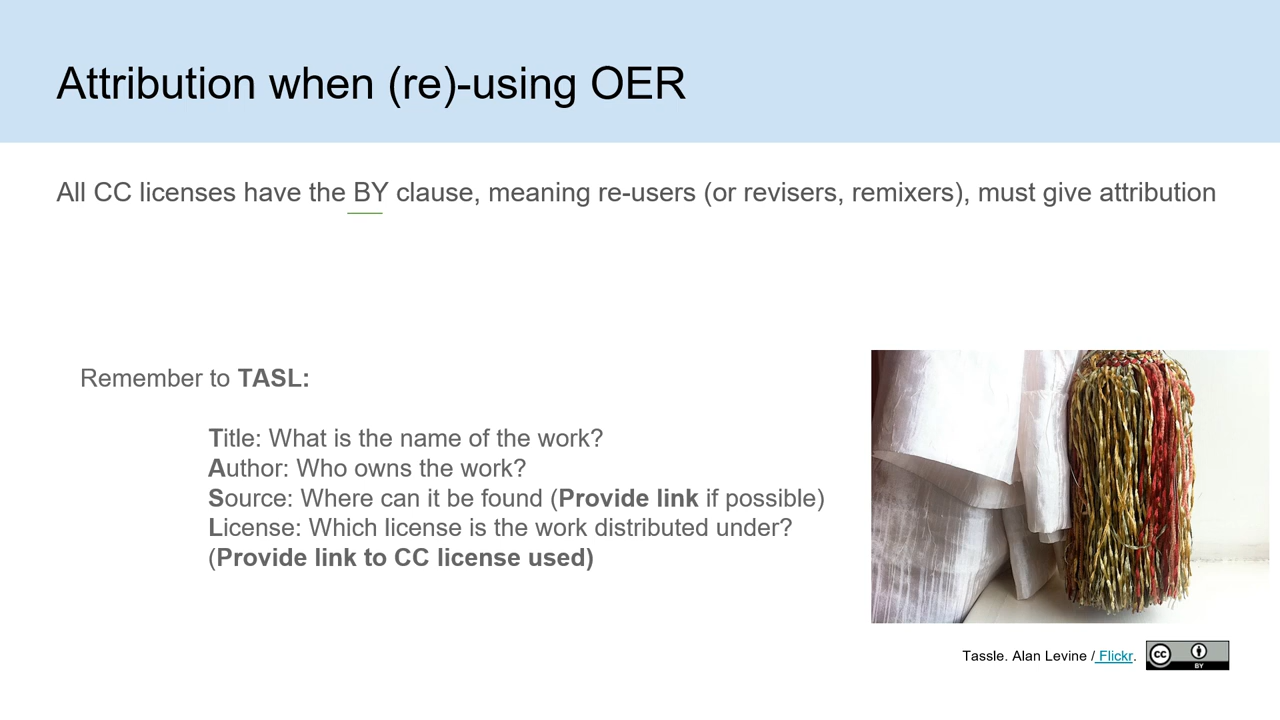 Attribution when (re)-using OER
All CC licenses have the BY clause, meaning re-users (or revisers, remixers), must give attribution
Remember to TASL:
Title: What is the name of the work?
Author: Who owns the work?
Source: Where can it be found (Provide link if possible)
License: Which license is the work distributed under?
(Provide link to CC license used)
Tassle. Alan Levine / Flickr.
cc
BY